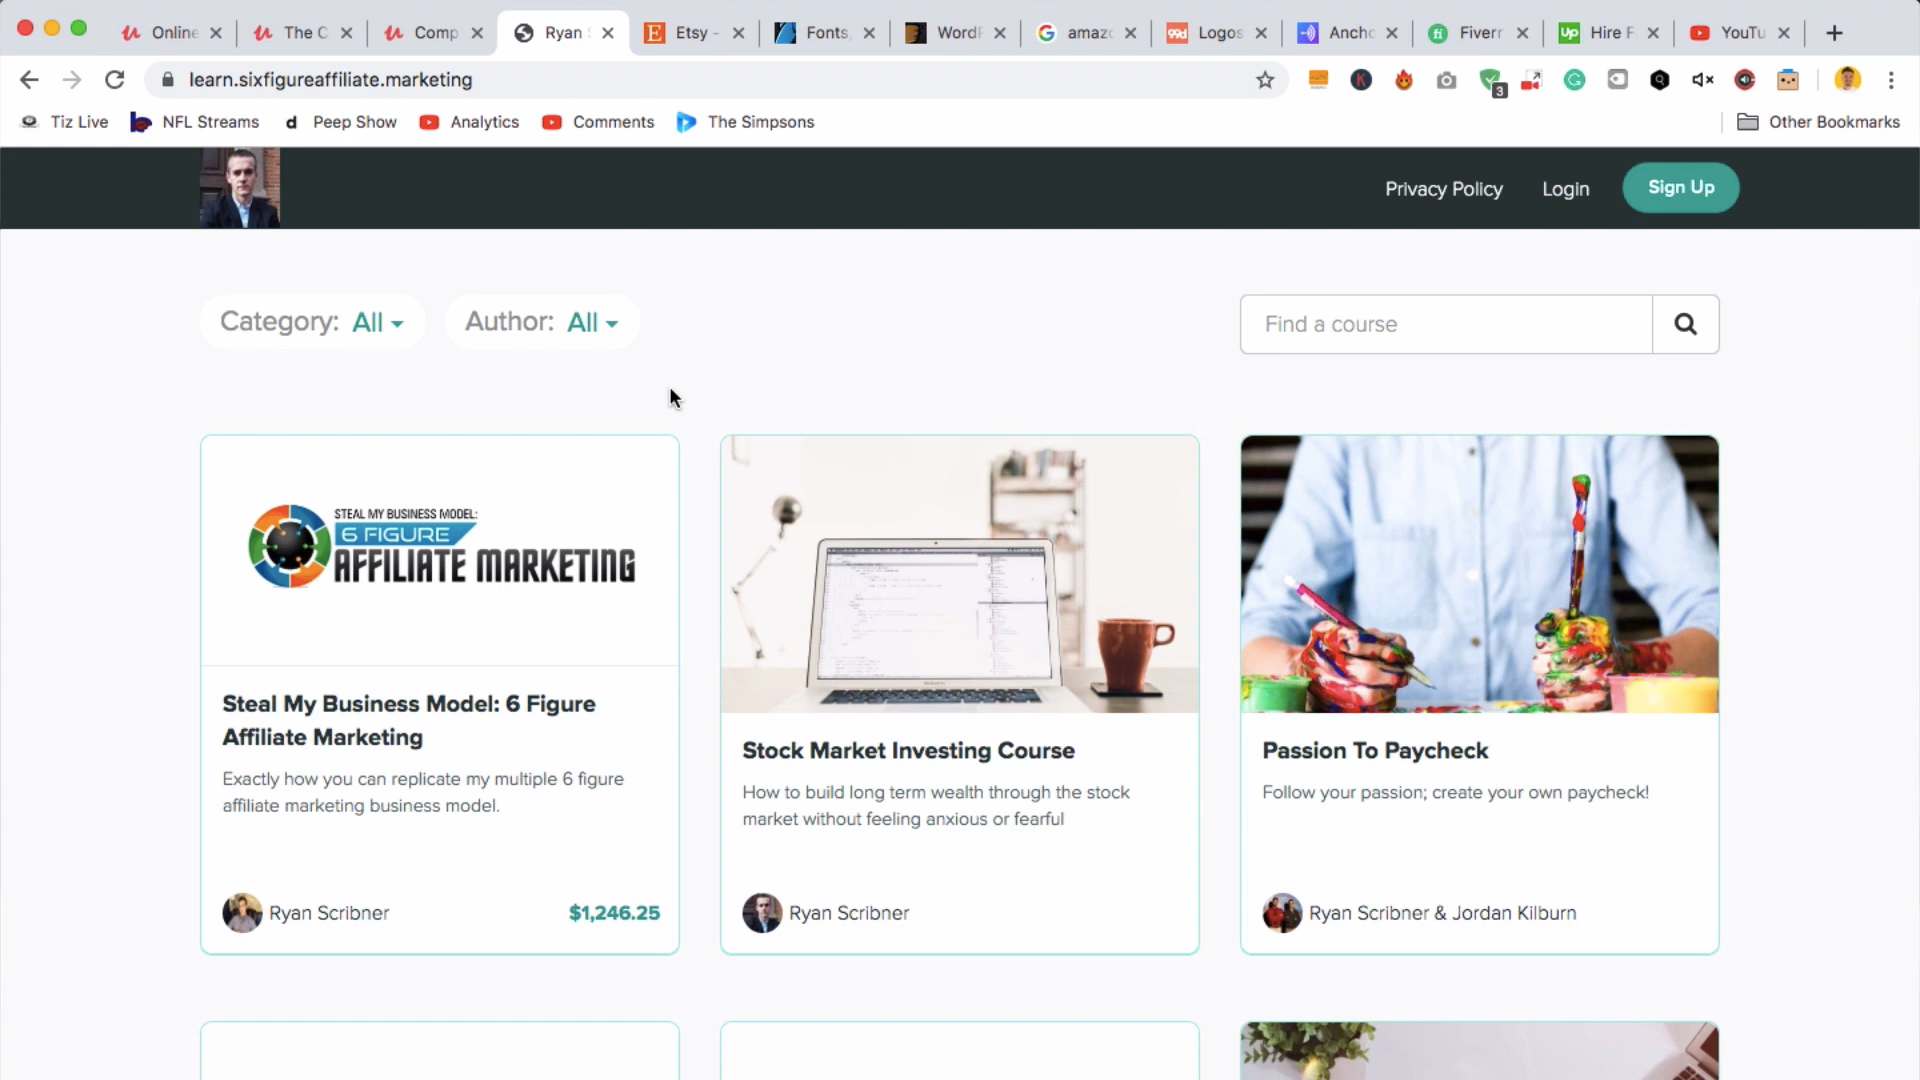 Online
The C
Comp
Ryan S
Etsy -
Fonts,
WordP
amazo
Logos
Ancho
Fiverr
Hire F
YouTu
learn.sixfigureaffiliate.marketing
3
Tiz Live
NFL Streams
Peep Show
Analytics
Comments
The Simpsons
Other Bookmarks
Privacy Policy
Login
Sign Up
Category: All
Author: All
Find a course
STEAL MY BUSINESS MODEL:
6 FIGURE
AFFILIATE MARKETING
Steal My Business Model: 6 Figure
Affiliate Marketing
Exactly how you can replicate my multiple 6 figure
affiliate marketing business model.
Ryan Scribner
$1,246.25
Stock Market Investing Course
How to build long term wealth through the stock
market without feeling anxious or fearful
Ryan Scribner
Passion To Paycheck
Follow your passion; create your own paycheck!
Ryan Scribner & Jordan Kilburn